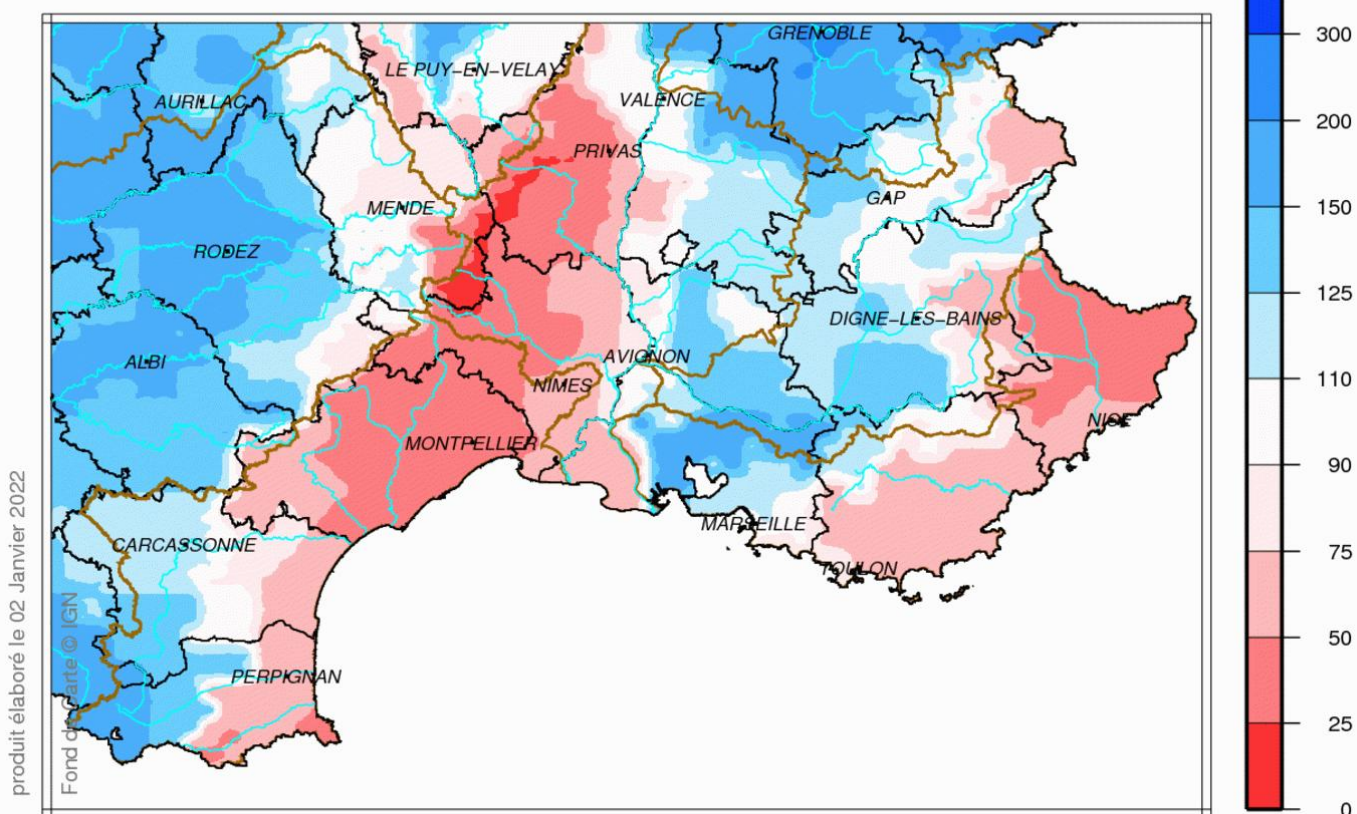 GRENOBLE
LE PUY-EN-VELAY
AURILLAC
VALENCE
PRIVAS
MENDE
GAP
RODEZ
DIGNE-LES-BAINS
ALBI
AVIGNON
NIMES
NICE
MONTPELLIER
MARSEILLE
CARCASSONNE
TOULON
PERPIGNAN
300
200
150
125
110
90
75
50
25
0
produit élaboré le 02 Janvier 2022
Fond de Carte © IGN